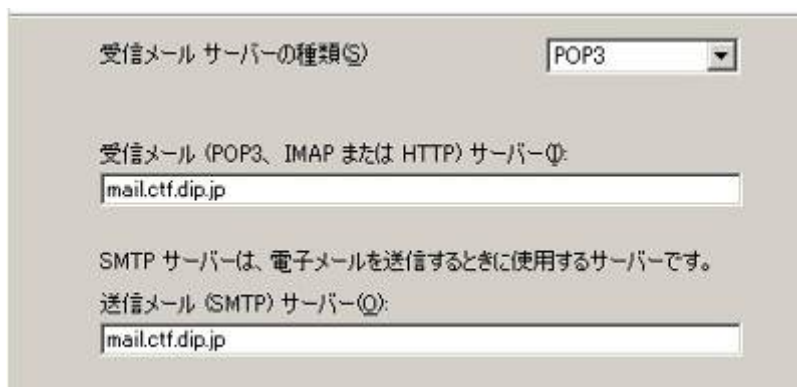 受信メール サーバーの種類(S) POP3
受信メール (POP3、IMAP または HTTP) サーバー(I):
mail.ctf.dip.jp
SMTP サーバーは、電子メールを送信するときに使用するサーバーです。
送信メール (SMTP) サーバー(O):
mail.ctf.dip.jp